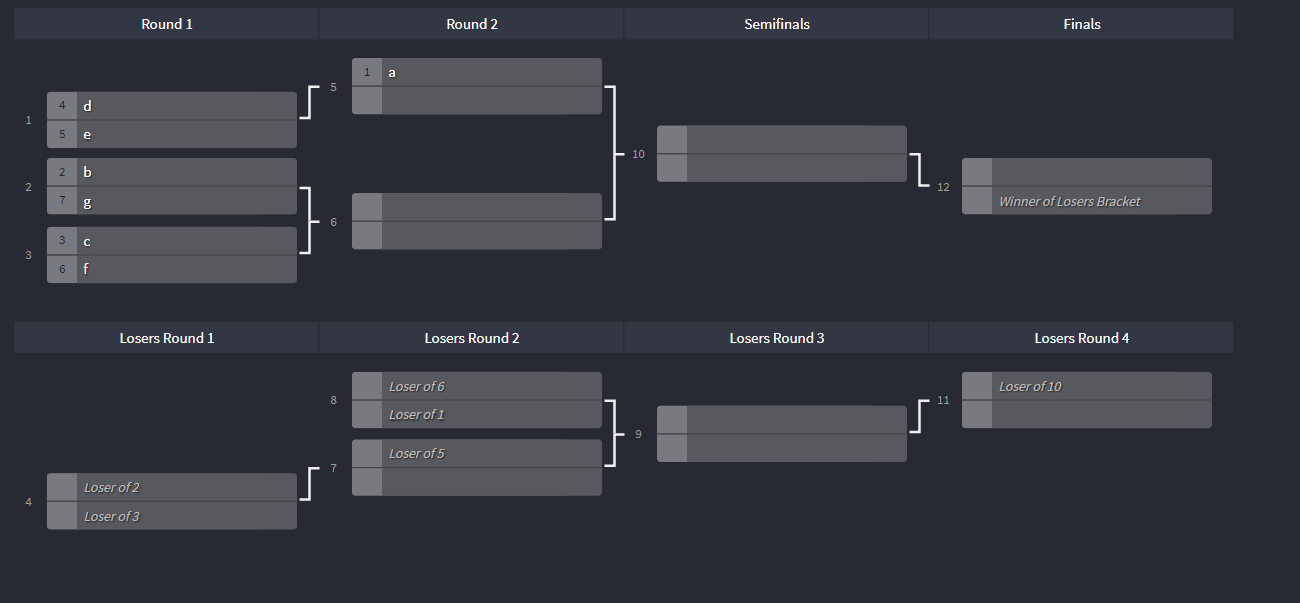 Round 1 Round 2 Semifinals Finals
5 1 a
1 4 d
5 e
10
2 2 b
7 g
12
Winner of Losers Bracket
6
3 3 c
6 f
Losers Round 1 Losers Round 2 Losers Round 3 Losers Round 4
8 Loser of 6
Loser of 1
11 Loser of 10
9
7 Loser of 5
4 Loser of 2
Loser of 3